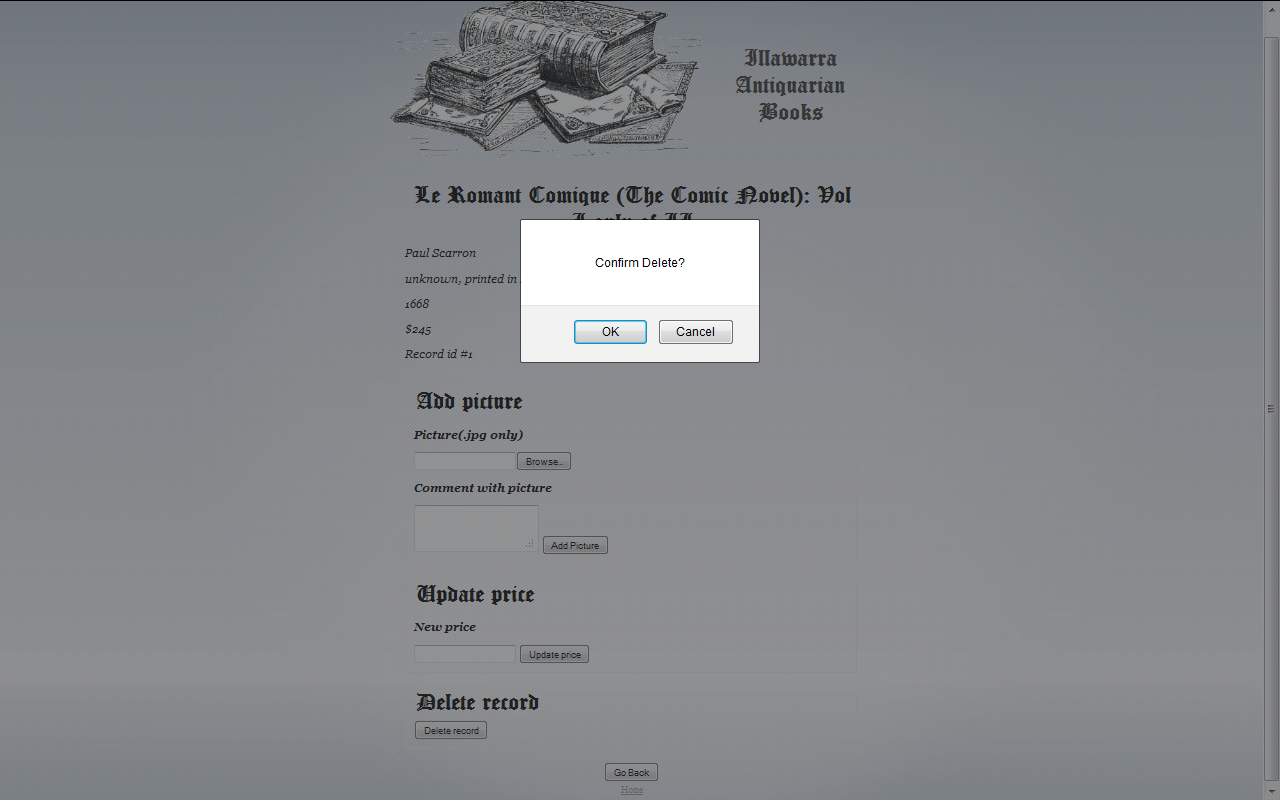 Illawarra
Antiquarian
Books
Le Romant Comique (The Comic Novel): Vol
Paul Scarron
unknown, printed in
1668
$245
Record id #1
Confirm Delete?
OK Cancel
Add picture
Picture(.jpg only)
Browse..
Comment with picture
Add Picture
Update price
New price
Update price
Delete record
Delete record
Go Back
Home